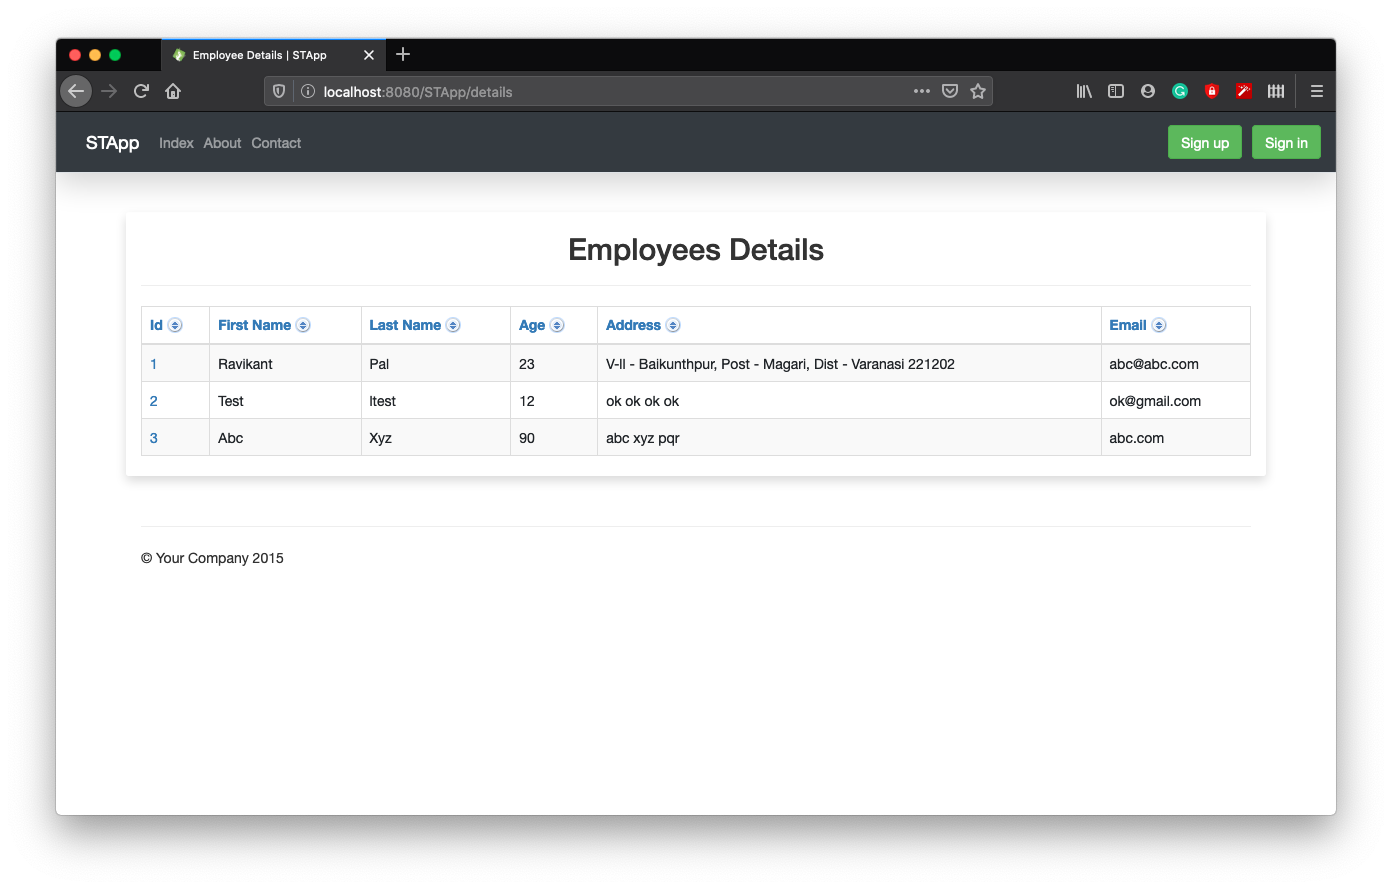 Employee Details | STApp
localhost:8080/STApp/details
STApp Index About Contact Sign up Sign in
Employees Details
Id First Name Last Name Age Address Email
1 Ravikant Pal 23 V-II - Baikunthpur, Post - Magari, Dist - Varanasi 221202 abc@abc.com
2 Test ltest 12 ok ok ok ok ok@gmail.com
3 Abc Xyz 90 abc xyz pqr abc.com
© Your Company 2015